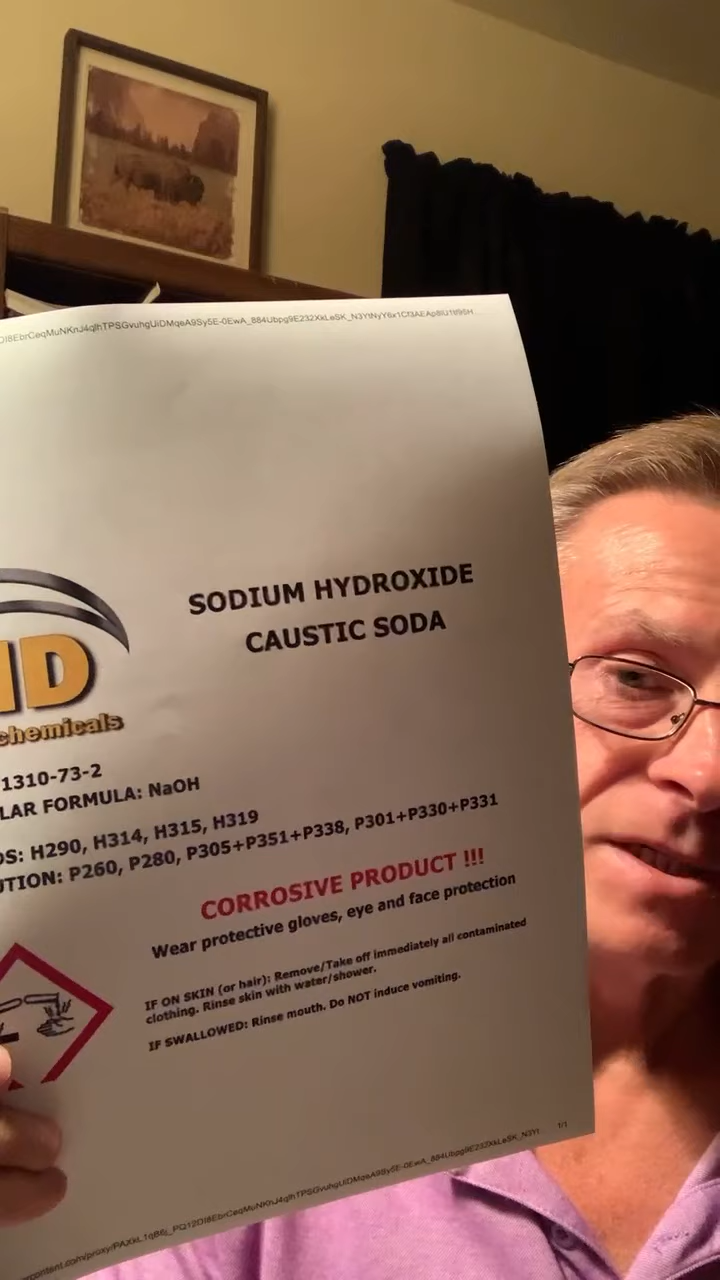 SODIUM HYDROXIDE
CAUSTIC SODA
D
chemicals
1310-73-2
LAR FORMULA: NaOH
DS: H290, H314, H315, H319
UTION: P260, P280, P305+P351+P338, P301+P330+P331
CORROSIVE PRODUCT !!!
Wear protective gloves, eye and face protection
IF ON SKIN (or hair): Remove/Take off immediately all contaminated
clothing. Rinse skin with water/shower.
IF SWALLOWED: Rinse mouth. Do NOT induce vomiting.
1/1